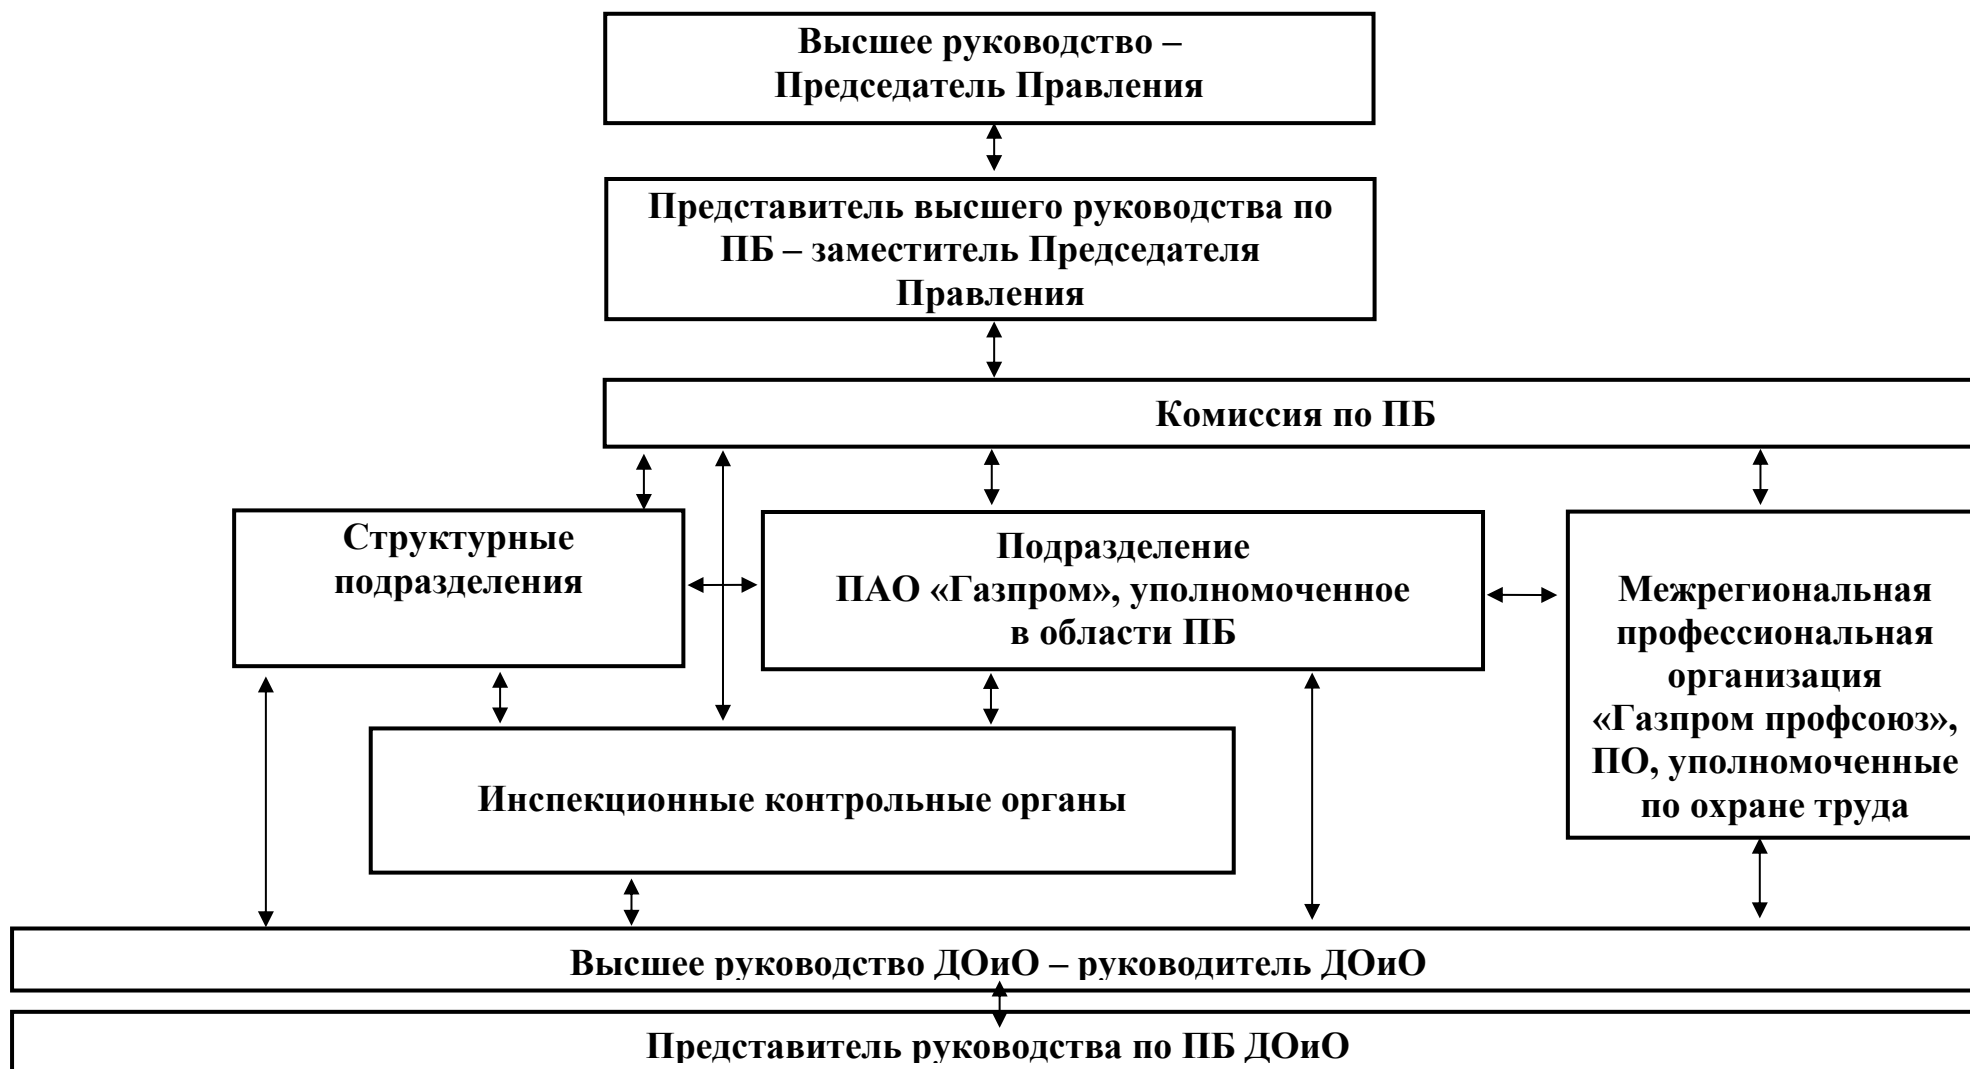 Высшее руководство –
Председатель Правления
Представитель высшего руководства по
ПБ – заместитель Председателя
Правления
Комиссия по ПБ
Структурные
подразделения
Подразделение
ПАО «Газпром», уполномоченное
в области ПБ
Межрегиональная
профессиональная
организация
«Газпром профсоюз»,
ПО, уполномоченные
по охране труда
Инспекционные контрольные органы
Высшее руководство ДОиО – руководитель ДОиО
Представитель руководства по ПБ ДОиО